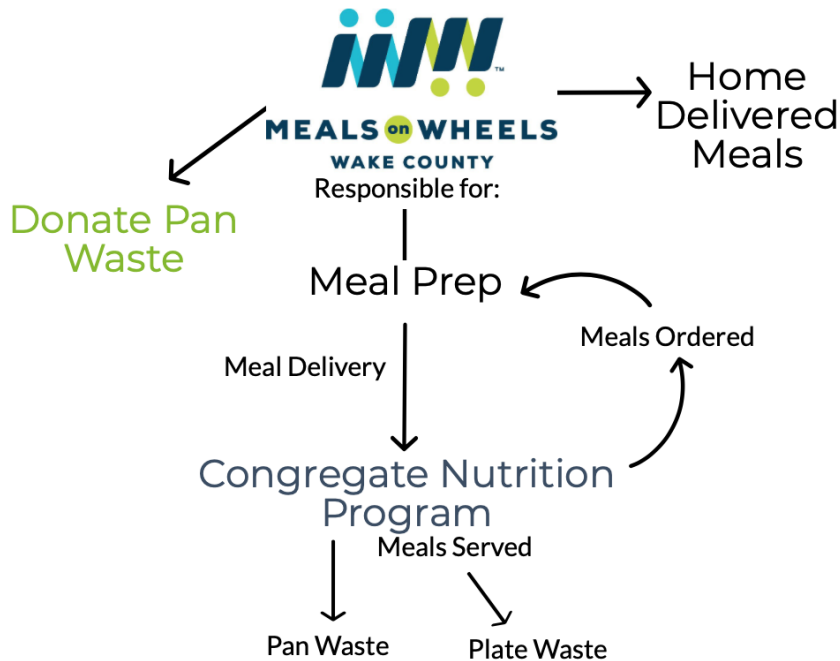 ™
MEALS on WHEELS
WAKE COUNTY
Responsible for:
Home
Delivered
Meals
Donate Pan
Waste
Meal Prep
Meals Ordered
Meal Delivery
Congregate Nutrition
Program
Meals Served
Pan Waste
Plate Waste